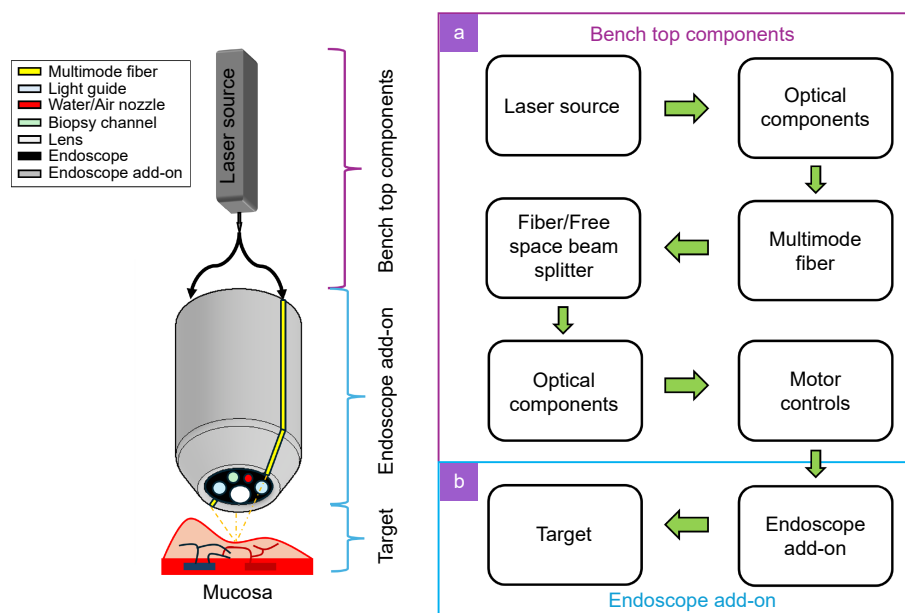 Multimode fiber
Light guide
Water/Air nozzle
Biopsy channel
Lens
Endoscope
Endoscope add-on
Laser source
Bench top components
Endoscope add-on
Target
Mucosa
a
Bench top components
Laser source
Optical
components
Fiber/Free
space beam
splitter
Multimode
fiber
Optical
components
Motor
controls
b
Target
Endoscope
add-on
Endoscope add-on